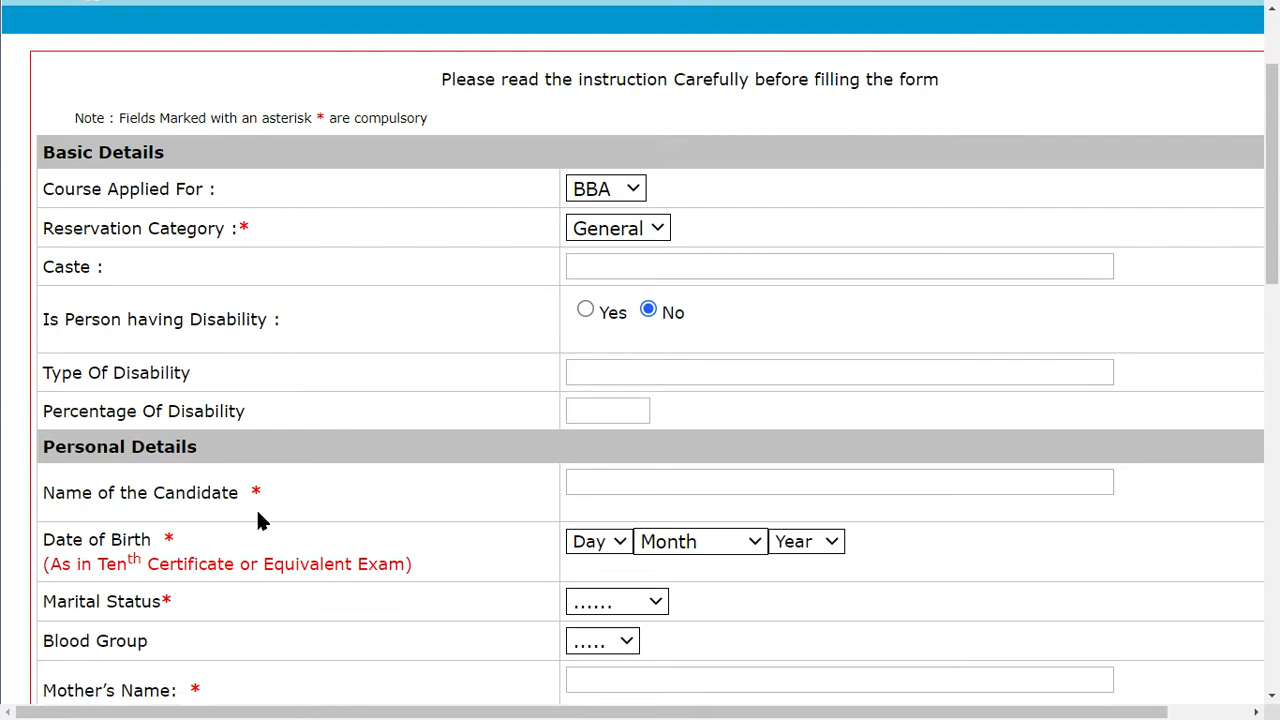 Please read the instruction Carefully before filling the form
Note : Fields Marked with an asterisk * are compulsory
Basic Details
Course Applied For : BBA
Reservation Category :* General
Caste :
Is Person having Disability : Yes No
Type Of Disability
Percentage Of Disability
Personal Details
Name of the Candidate *
Date of Birth * Day Month Year
(As in Tenth Certificate or Equivalent Exam)
Marital Status* ......
Blood Group .....
Mother’s Name: *